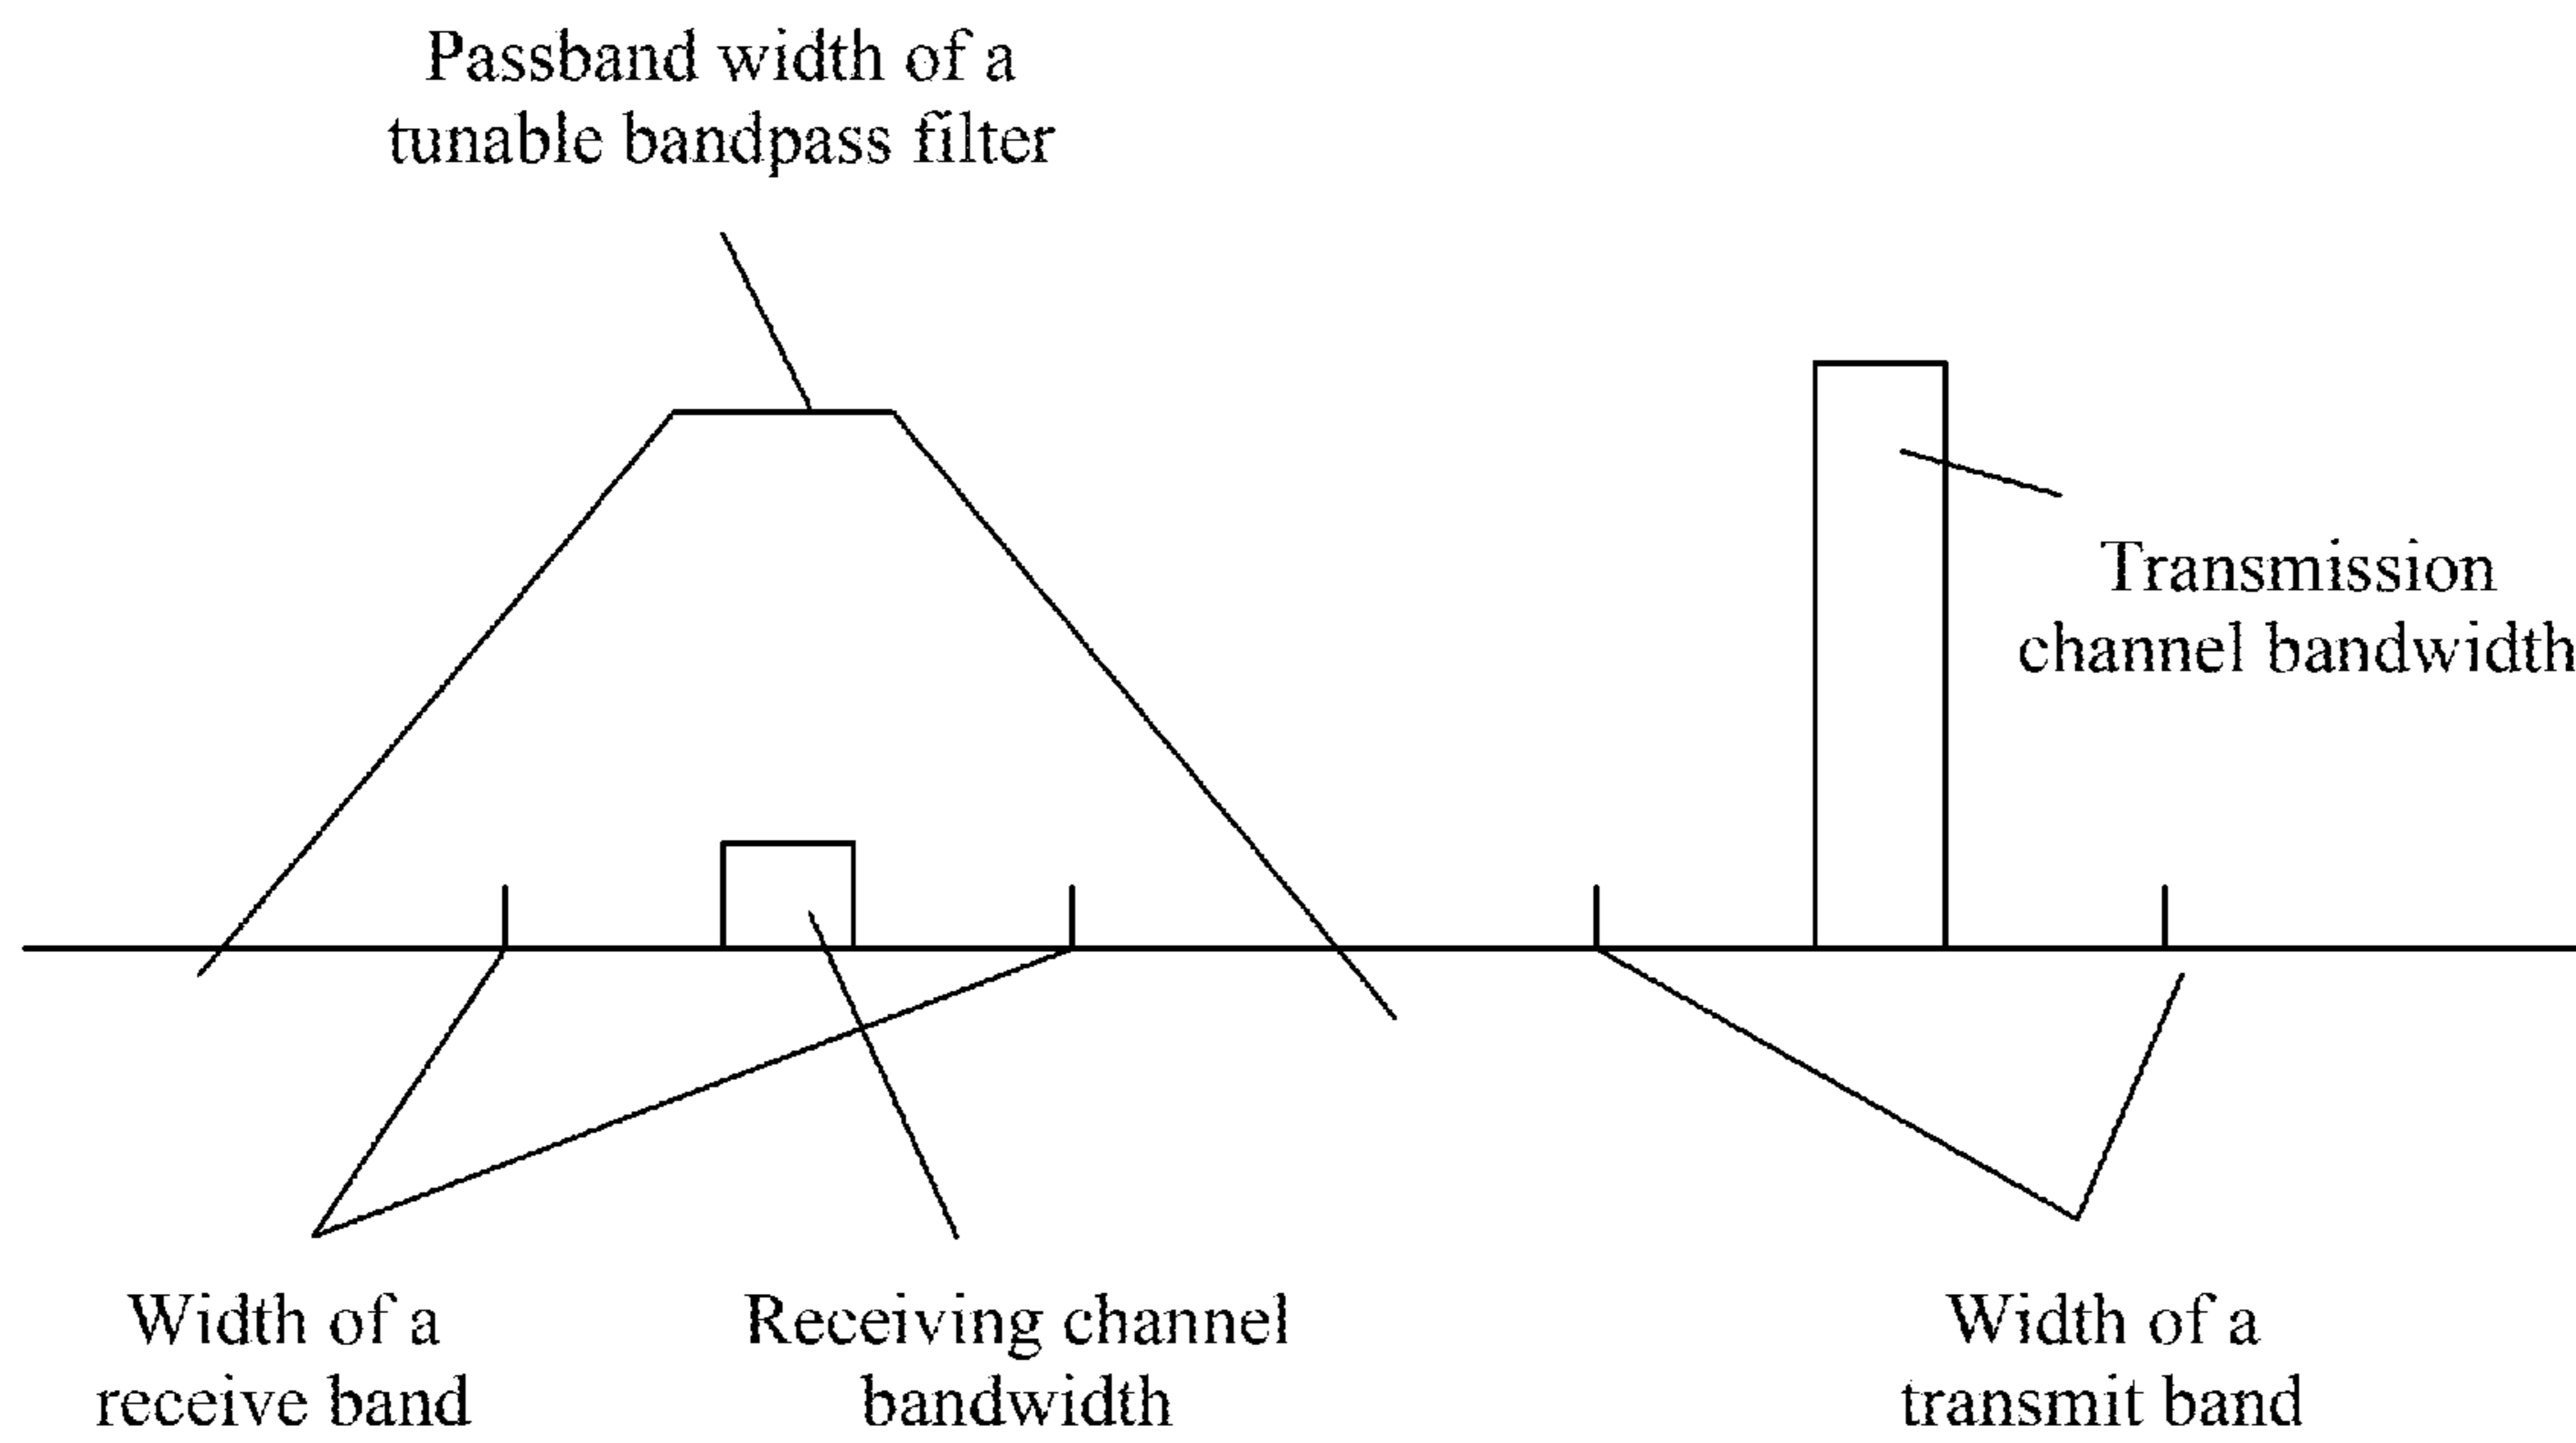 Passband width of a
tunable bandpass filter
Transmission
channel bandwidth
Width of a
receive band
Receiving channel
bandwidth
Width of a
transmit band